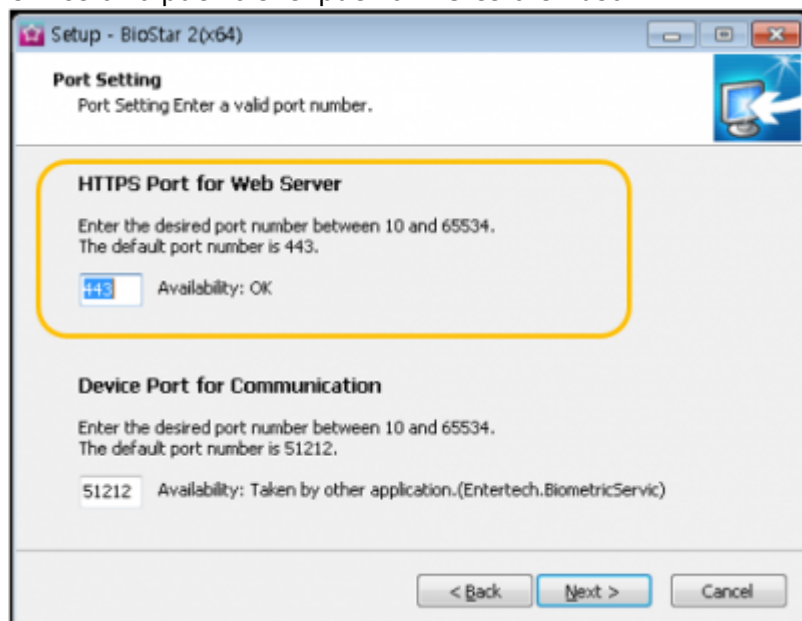 Setup - BioStar 2(x64)
Port Setting
Port Setting Enter a valid port number.
HTTPS Port for Web Server
Enter the desired port number between 10 and 65534.
The default port number is 443.
443 Availability: OK
Device Port for Communication
Enter the desired port number between 10 and 65534.
The default port number is 51212.
51212 Availability: Taken by other application.(Entertech.BiometricServic)
< Back Next > Cancel